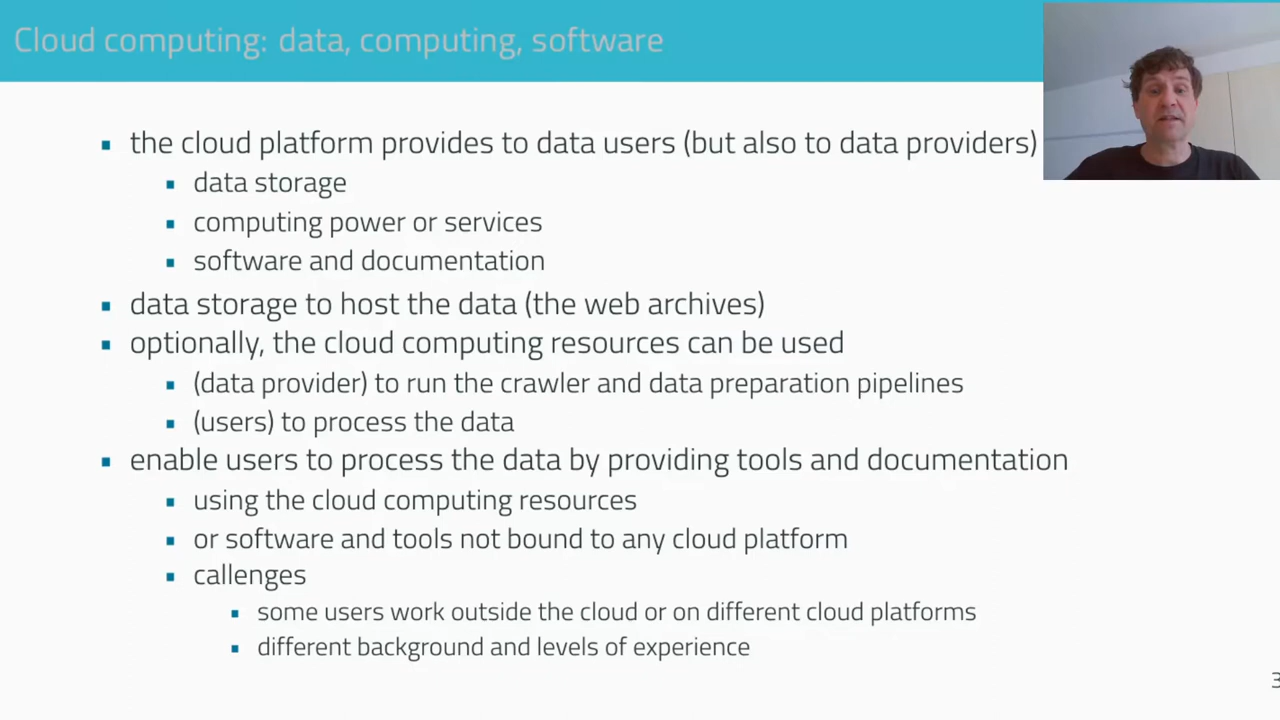 Cloud computing: data, computing, software
the cloud platform provides to data users (but also to data providers)
data storage
computing power or services
software and documentation
data storage to host the data (the web archives)
optionally, the cloud computing resources can be used
(data provider) to run the crawler and data preparation pipelines
(users) to process the data
enable users to process the data by providing tools and documentation
using the cloud computing resources
or software and tools not bound to any cloud platform
callenges
some users work outside the cloud or on different cloud platforms
different background and levels of experience
3